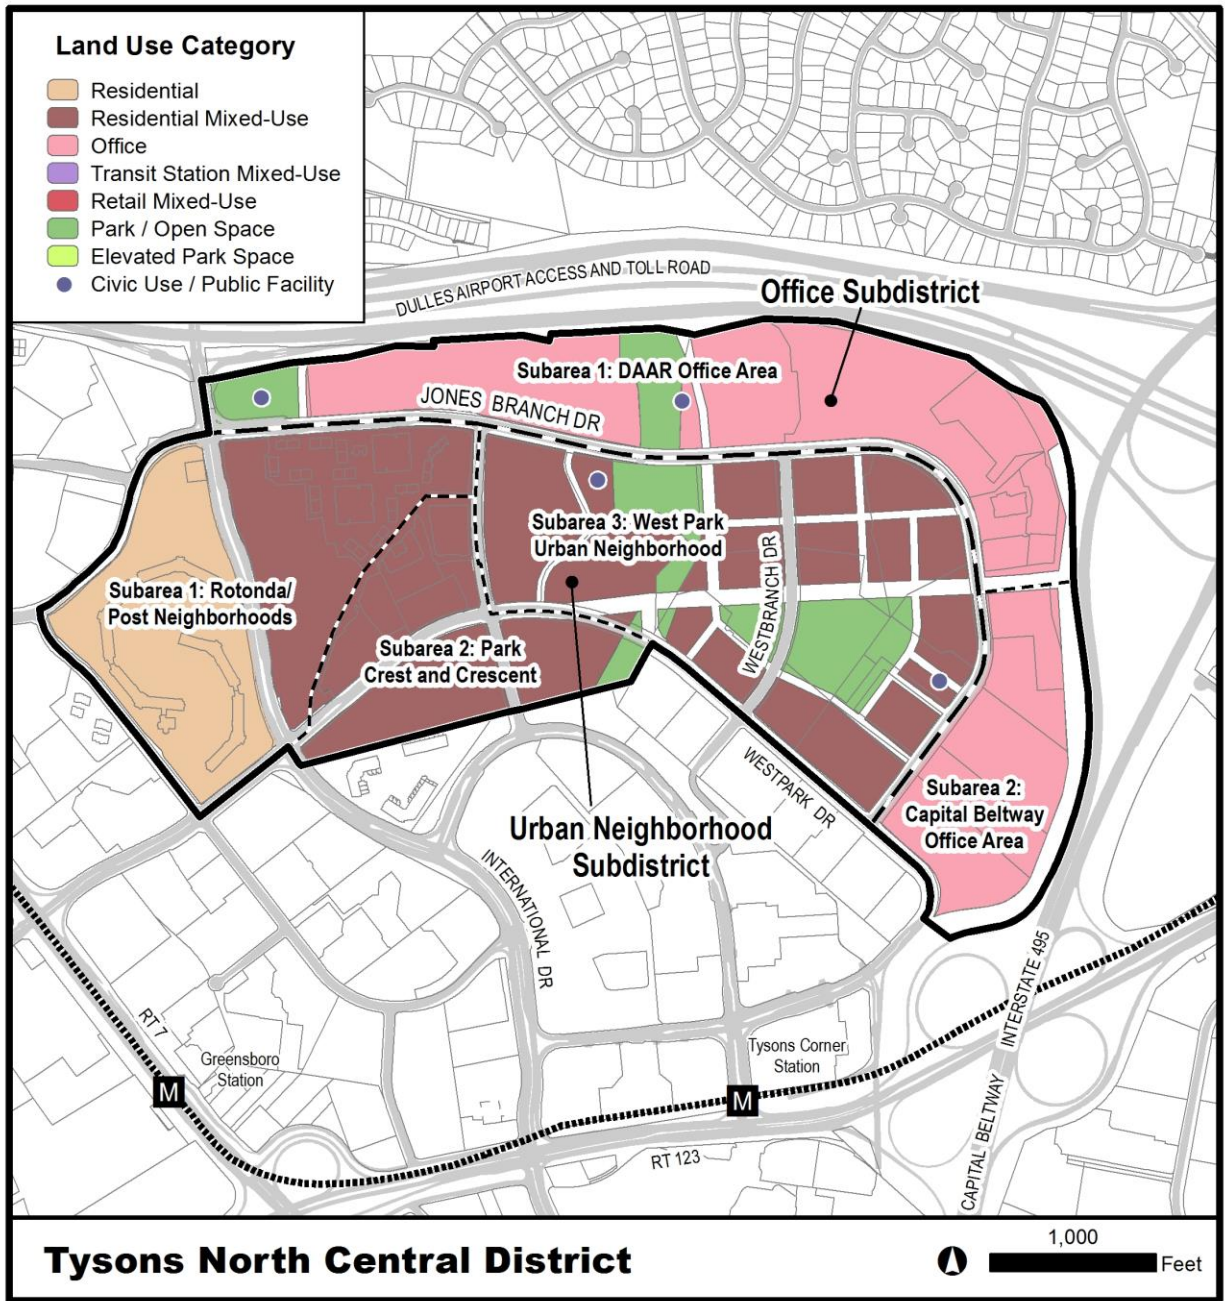 Land Use Category
Residential
Residential Mixed-Use
Office
Transit Station Mixed-Use
Retail Mixed-Use
Park / Open Space
Elevated Park Space
Civic Use / Public Facility
DULLES AIRPORT ACCESS AND TOLL ROAD
Office Subdistrict
Subarea 1: DAAR Office Area
JONES BRANCH DR
Subarea 3: West Park
Urban Neighborhood
WESTBRANCH DR
Subarea 1: Rotonda/
Post Neighborhoods
Subarea 2: Park
Crest and Crescent
WESTPARK DR
Subarea 2:
Capital Beltway
Office Area
Urban Neighborhood
Subdistrict
INTERNATIONAL DR
CAPITAL BELTWAY INTERSTATE 495
RT 7
Greensboro
Station
M
Tysons Corner
Station
M
RT 123
Tysons North Central District
1,000
Feet